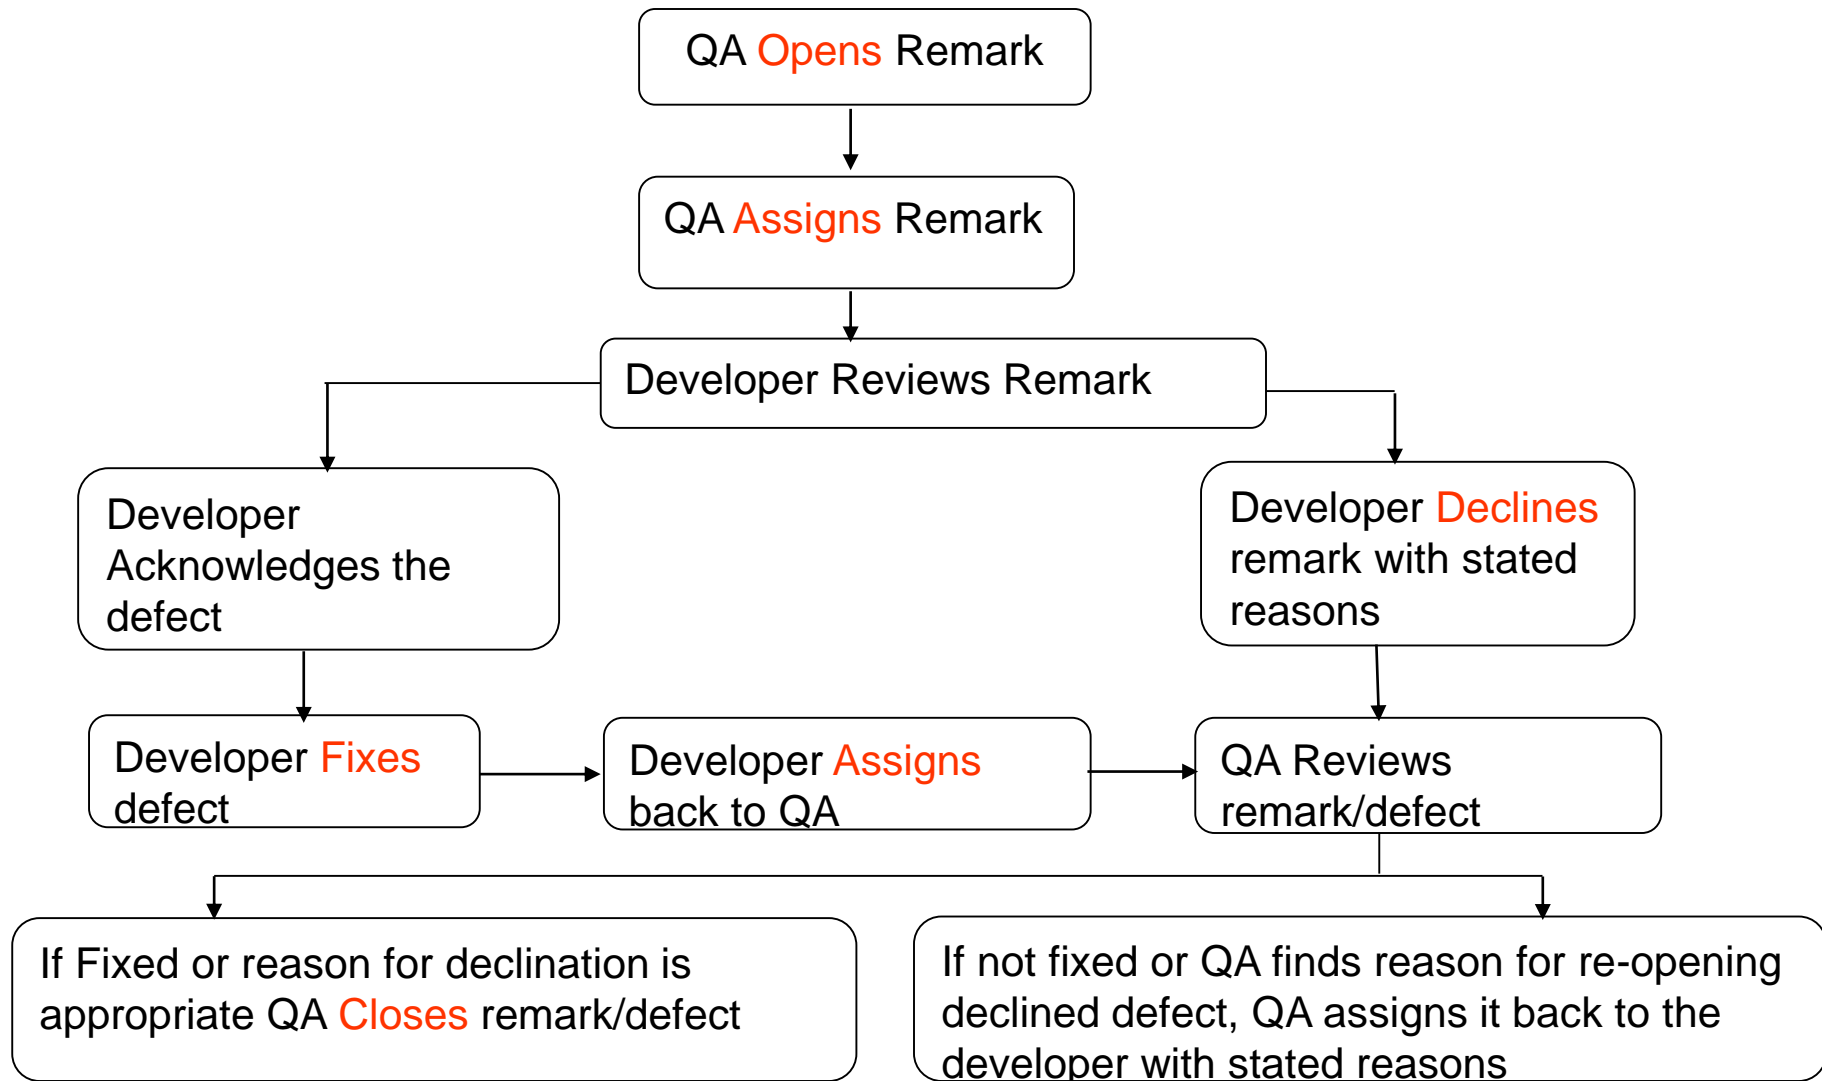 QA Opens Remark
QA Assigns Remark
Developer Reviews Remark
Developer
Acknowledges the
defect
Developer Declines
remark with stated
reasons
Developer Fixes
defect
Developer Assigns
back to QA
QA Reviews
remark/defect
If Fixed or reason for declination is
appropriate QA Closes remark/defect
If not fixed or QA finds reason for re-opening
declined defect, QA assigns it back to the
developer with stated reasons